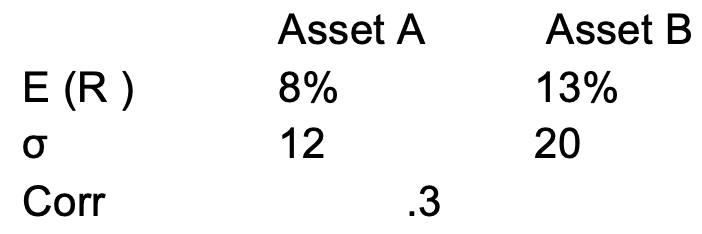 Asset A Asset B
E (R ) 8% 13%
σ 12 20
Corr .3